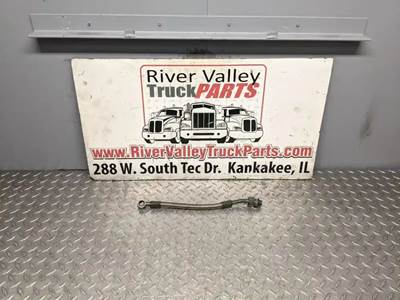 River Valley
TruckPARTS
www.RiverValleyTruckParts.com
288 W. South Tec Dr. Kankakee, IL